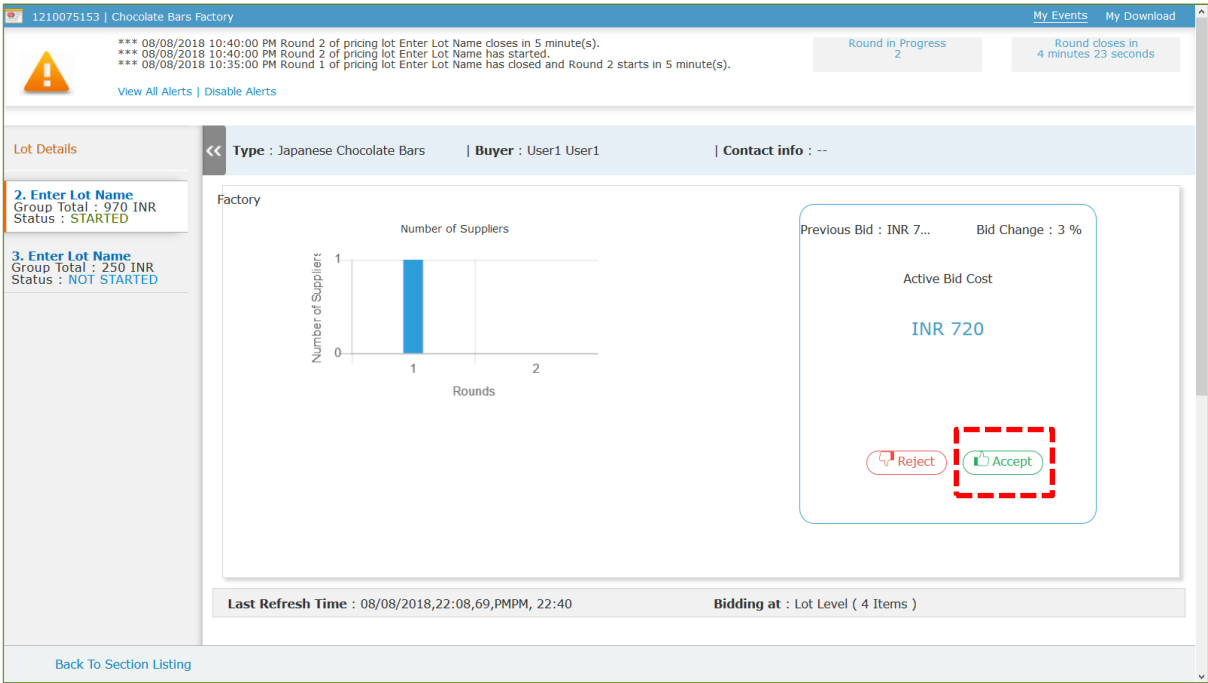 1210075153 | Chocolate Bars Factory
My Events My Download
*** 08/08/2018 10:40:00 PM Round 2 of pricing lot Enter Lot Name closes in 5 minute(s).
*** 08/08/2018 10:40:00 PM Round 2 of pricing lot Enter Lot Name has started.
*** 08/08/2018 10:35:00 PM Round 1 of pricing lot Enter Lot Name has closed and Round 2 starts in 5 minute(s).
View All Alerts | Disable Alerts
Round in Progress
2
Round closes in
4 minutes 23 seconds
Lot Details
2. Enter Lot Name
Group Total : 970 INR
Status : STARTED
3. Enter Lot Name
Group Total : 250 INR
Status : NOT STARTED
<< Type : Japanese Chocolate Bars | Buyer : User1 User1 | Contact info : --
Factory
Number of Suppliers
Number of Suppliers
1
0
1 2
Rounds
Previous Bid : INR 7... Bid Change : 3 %
Active Bid Cost
INR 720
Reject Accept
Last Refresh Time : 08/08/2018,22:08,69,PMPM, 22:40 Bidding at : Lot Level ( 4 Items )
Back To Section Listing